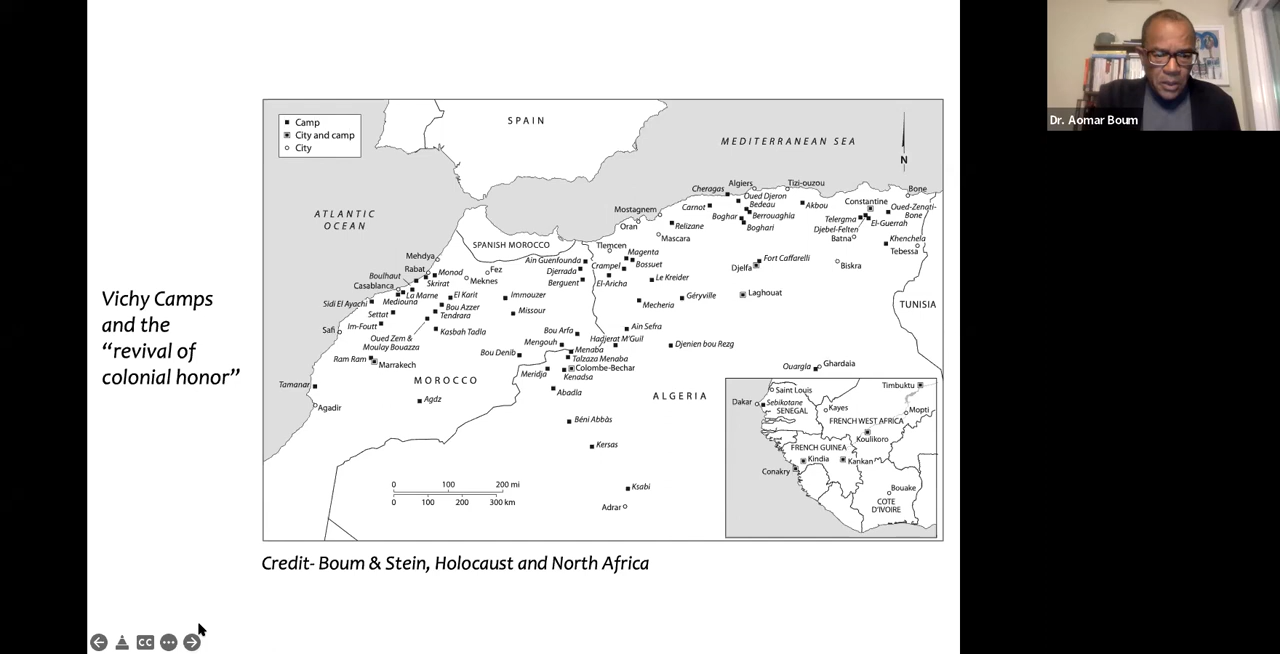 Vichy Camps
and the
“revival of
colonial honor”
Camp
City and camp
City
SPAIN
MEDITERRANEAN SEA
N
ATLANTIC
OCEAN
SPANISH MOROCCO
MOROCCO
ALGERIA
TUNISIA
Cheragas
Algiers
Tizi-ouzou
Bone
Oued Djeron
Bedeau
Carnot
Akbou
Constantine
Oued-Zenati-
Bone
Mostagnem
Boghar
Berrouaghia
Telergma
El-Guerrah
Oran
Relizane
Boghari
Djebel-Felten
Mascara
Batna
Khenchela
Tebessa
Tlemcen
Magenta
Mehdya
Ain Guenfounda
Crampel
Bossuet
Djelfa
Fort Caffarelli
Biskra
Rabat
Monod
Fez
Djerrada
Boulhaut
Skrirat
Meknes
Berguent
El-Aricha
Le Kreider
Casablanca
La Marne
El Karit
Immouzer
Géryville
Laghouat
Sidi El Ayachi
Mediouna
Bou Azzer
Missour
Mecheria
Settat
Tendrara
Safi
Im-Foutt
Kasbah Tadla
Bou Arfa
Ain Sefra
Oued Zem &
Moulay Bouazza
Mengouh
Hadjerat M'Guil
Djenien bou Rezg
Bou Denib
Menaba
Ram Ram
Marrakech
Talzaza Menaba
Colombe-Bechar
Meridja
Kenadsa
Ouargla
Ghardaia
Tamanar
Abadla
Agdz
Agadir
Béni Abbàs
Kersas
Ksabi
Adrar
0 100 200 mi
0 100 200 300 km
Saint Louis
Timbuktu
Dakar
Sebikotane
SENEGAL
Kayes
Mopti
FRENCH WEST AFRICA
Koulikoro
FRENCH GUINEA
Kindia
Kankan
Conakry
Bouake
COTE
D'IVOIRE
Credit- Boum & Stein, Holocaust and North Africa
Dr. Aomar Boum
CC